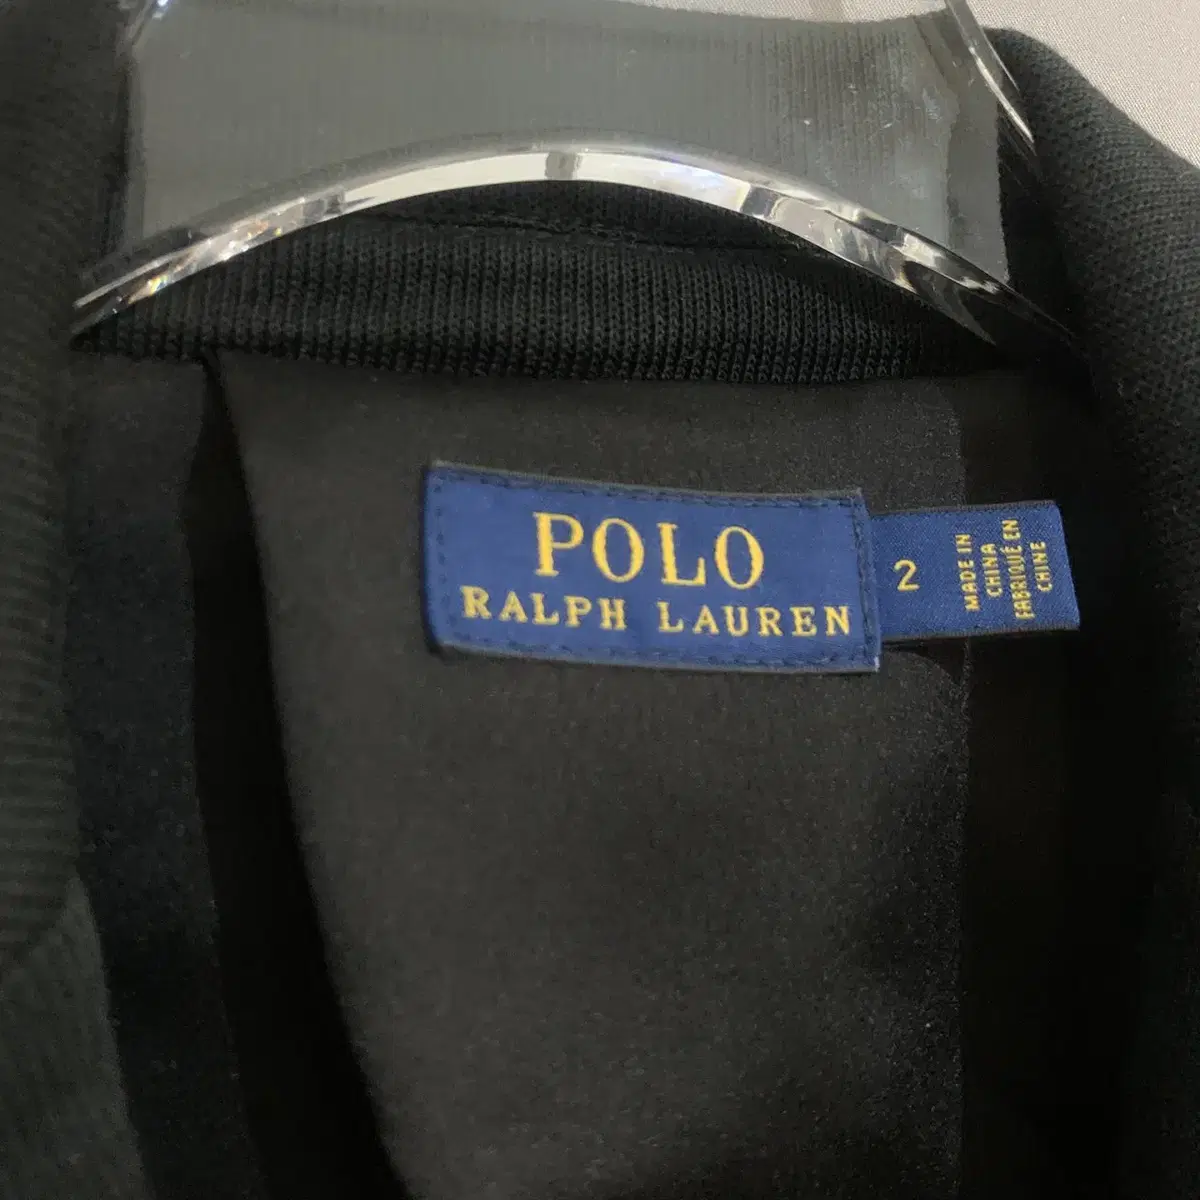 POLO
RALPH LAUREN
2
MADE IN
CHINA
FABRIQUÉ EN
CHINE